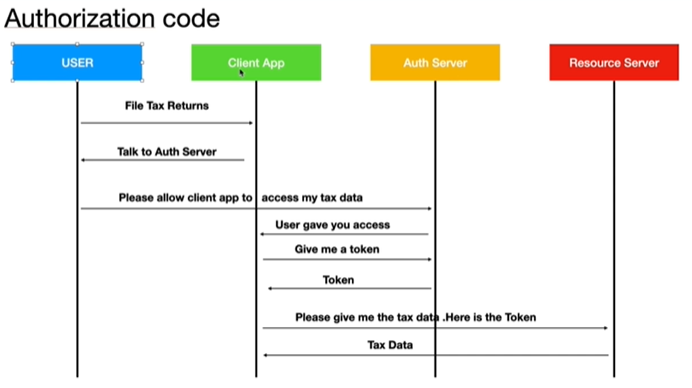 Authorization code
USER
Client App
Auth Server
Resource Server
File Tax Returns
Talk to Auth Server
Please allow client app to access my tax data
User gave you access
Give me a token
Token
Please give me the tax data .Here is the Token
Tax Data